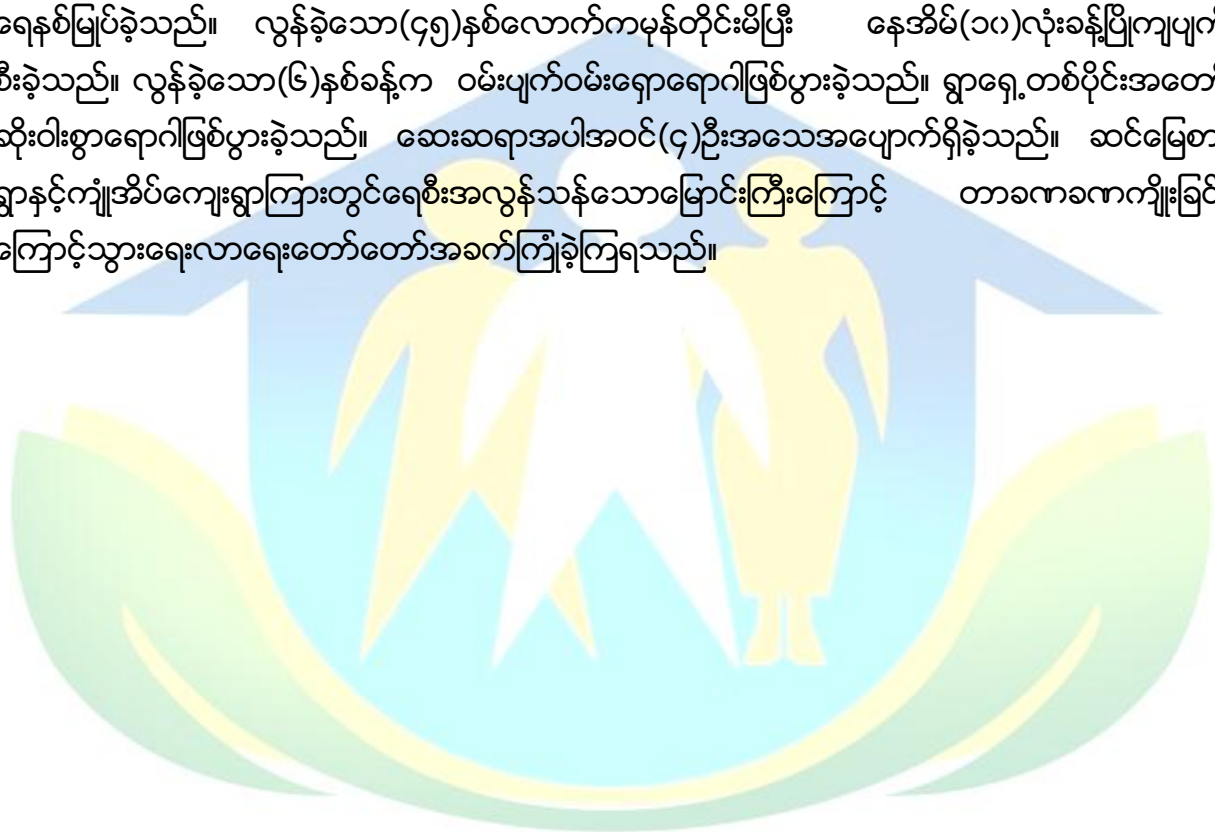 ရေနစ်မြုပ်ခဲ့သည်။ လွန်ခဲ့သော(၄၅)နှစ်လောက်ကမုန်တိုင်းမိပြီး နေအိမ်(၁၀)လုံးခန့်ပြိုကျပျက်
စီးခဲ့သည်။ လွန်ခဲ့သော(၆)နှစ်ခန့်က ဝမ်းပျက်ဝမ်းရှောရောဂါဖြစ်ပွားခဲ့သည်။ ရွာရှေ့တစ်ပိုင်းအတော်
ဆိုးဝါးစွာရောဂါဖြစ်ပွားခဲ့သည်။ ဆေးဆရာအပါအဝင်(၄)ဦးအသေအပျောက်ရှိခဲ့သည်။ ဆင်မြေစာ
ရွာနှင့်ကျုံအိပ်ကျေးရွာကြားတွင်ရေစီးအလွန်သန်သောမြောင်းကြီးကြောင့် တာခဏခဏကျိုးခြင်း
ကြောင့်သွားရေးလာရေးတော်တော်အခက်ကြုံခဲ့ကြရသည်။